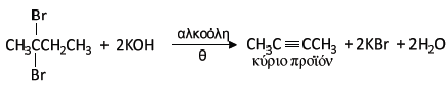 Br
CH₃CCH₂CH₃ + 2KOH αλκοόλη θ CH₃C≡CCH₃ + 2KBr + 2H₂O
Br κύριο προϊόν